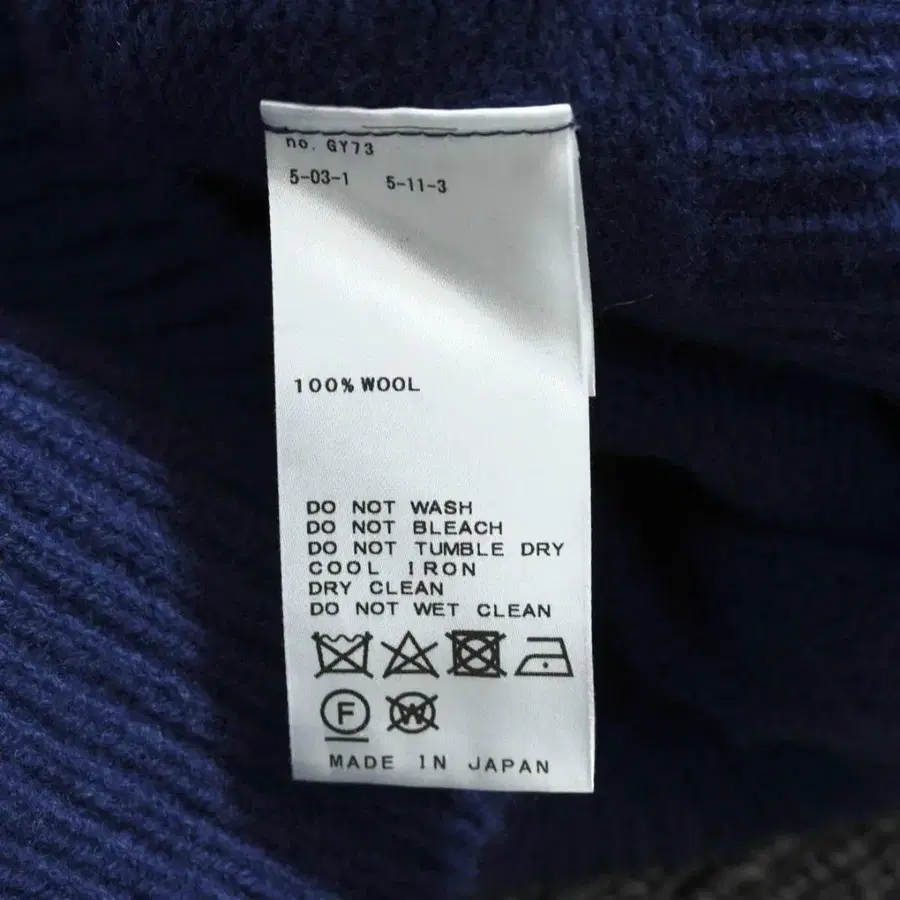 no. GY73
5-03-1 5-11-3
100% WOOL
DO NOT WASH
DO NOT BLEACH
DO NOT TUMBLE DRY
COOL IRON
DRY CLEAN
DO NOT WET CLEAN
F W
MADE IN JAPAN